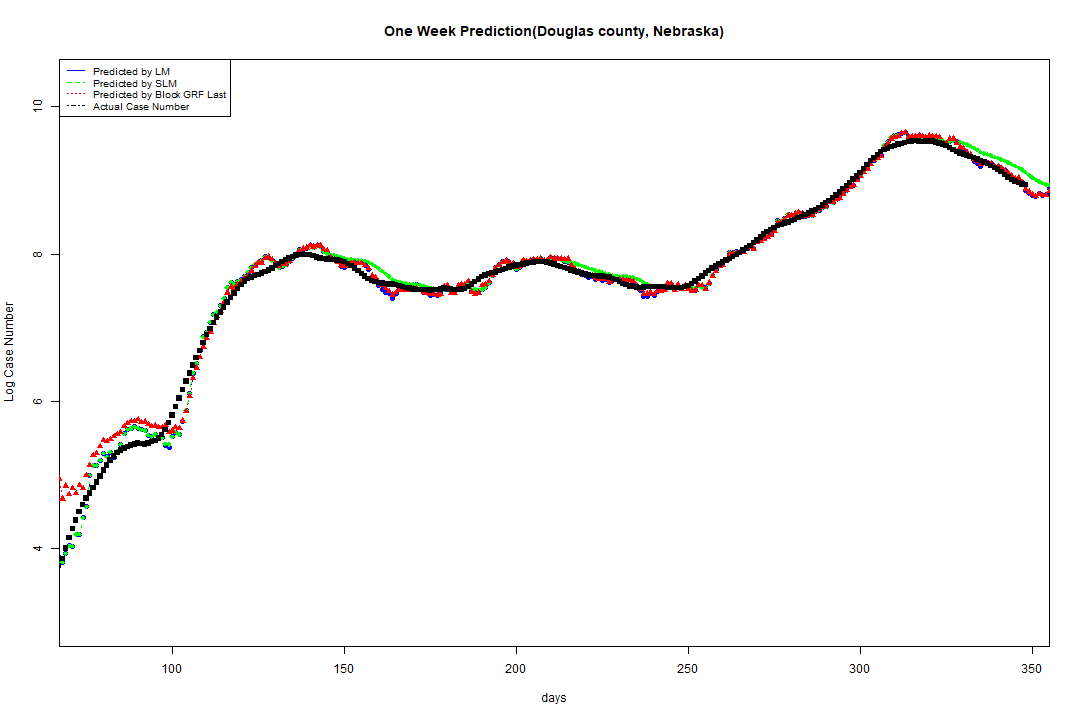 One Week Prediction(Douglas county, Nebraska)
Predicted by LM
Predicted by SLM
Predicted by Block GRF Last
Actual Case Number
10
8
6
4
Log Case Number
100 150 200 250 300 350
days